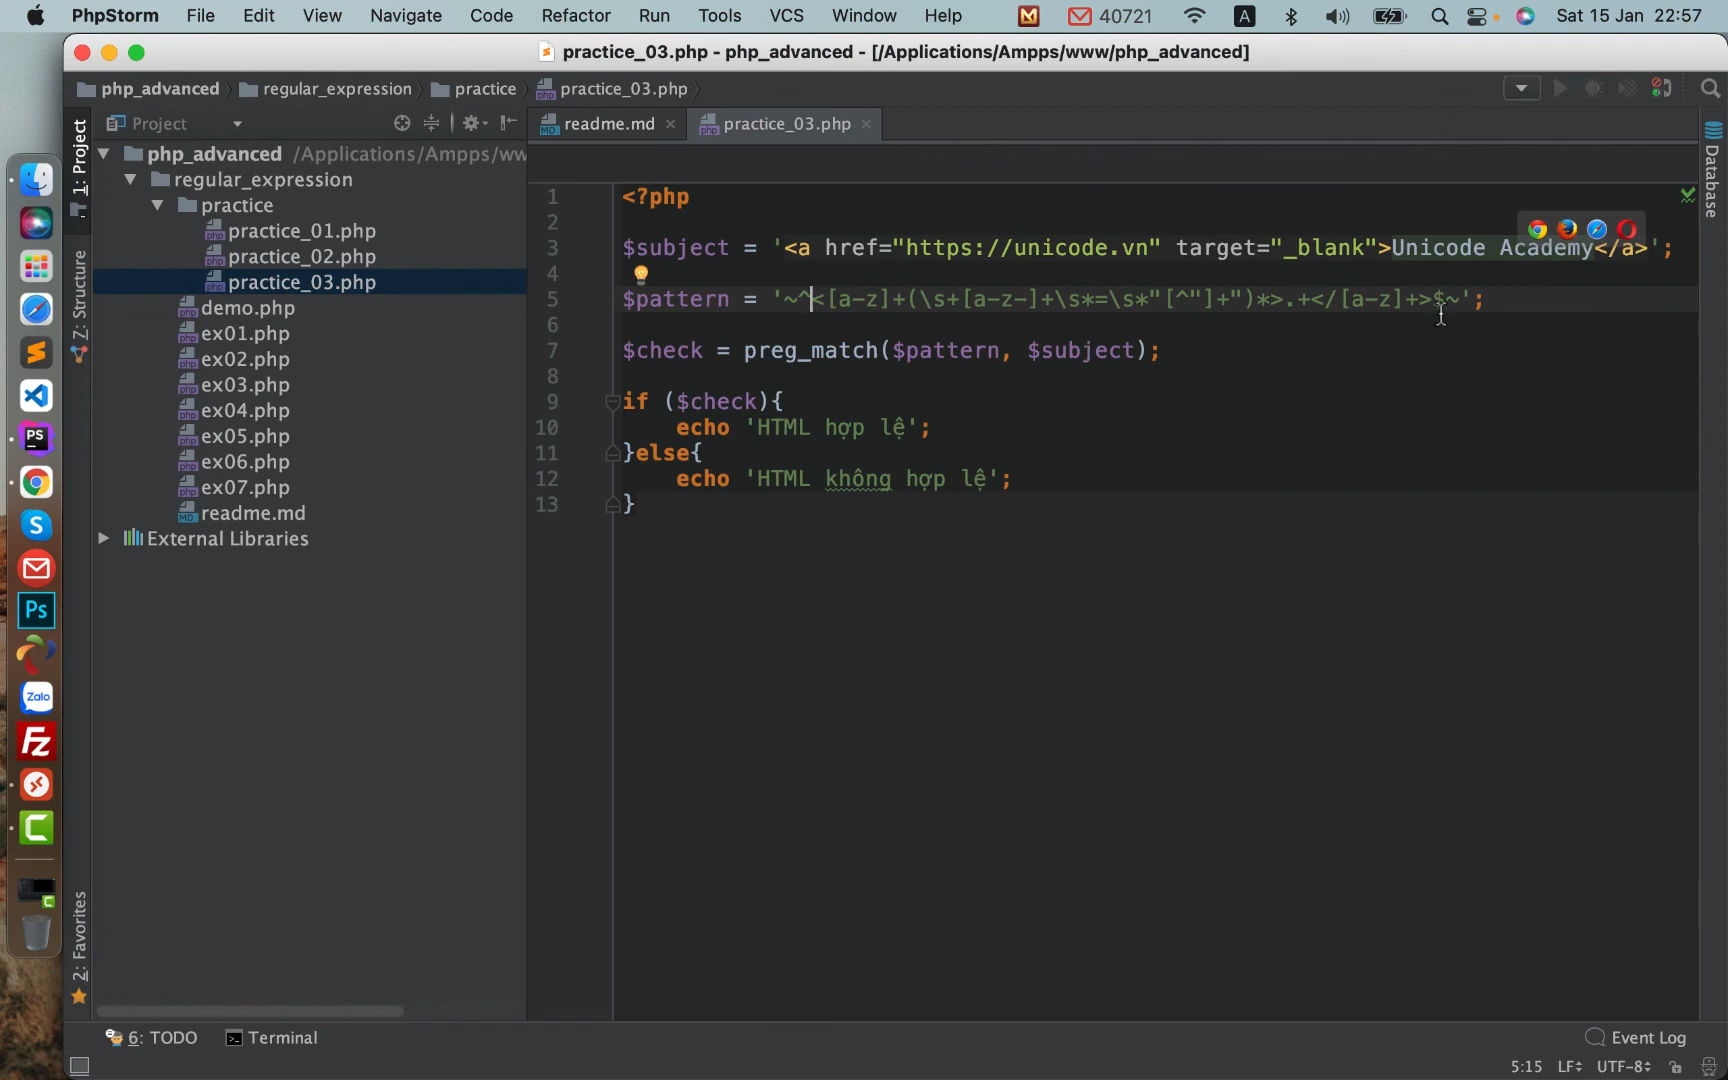 PhpStorm File Edit View Navigate Code Refactor Run Tools VCS Window Help 40721 A Sat 15 Jan 22:57
practice_03.php - php_advanced - [/Applications/Ampps/www/php_advanced]
php_advanced regular_expression practice practice_03.php
Project readme.md practice_03.php
1: Project
7: Structure
2: Favorites
Database
php_advanced /Applications/Ampps/ww
regular_expression
practice
practice_01.php
practice_02.php
practice_03.php
demo.php
ex01.php
ex02.php
ex03.php
ex04.php
ex05.php
ex06.php
ex07.php
readme.md
External Libraries
1 <?php
2
3 $subject = '<a href="https://unicode.vn" target="_blank">Unicode Academy</a>';
4
5 $pattern = '~^<[a-z]+(\s+[a-z-]+\s*=\s*"[^"]+")*>.+</[a-z]+>$~';
6
7 $check = preg_match($pattern, $subject);
8
9 if ($check){
10 echo 'HTML hợp lệ';
11 }else{
12 echo 'HTML không hợp lệ';
13 }
PS
S
Ps
Zalo
Fz
C
6: TODO Terminal Event Log
5:15 LF UTF-8